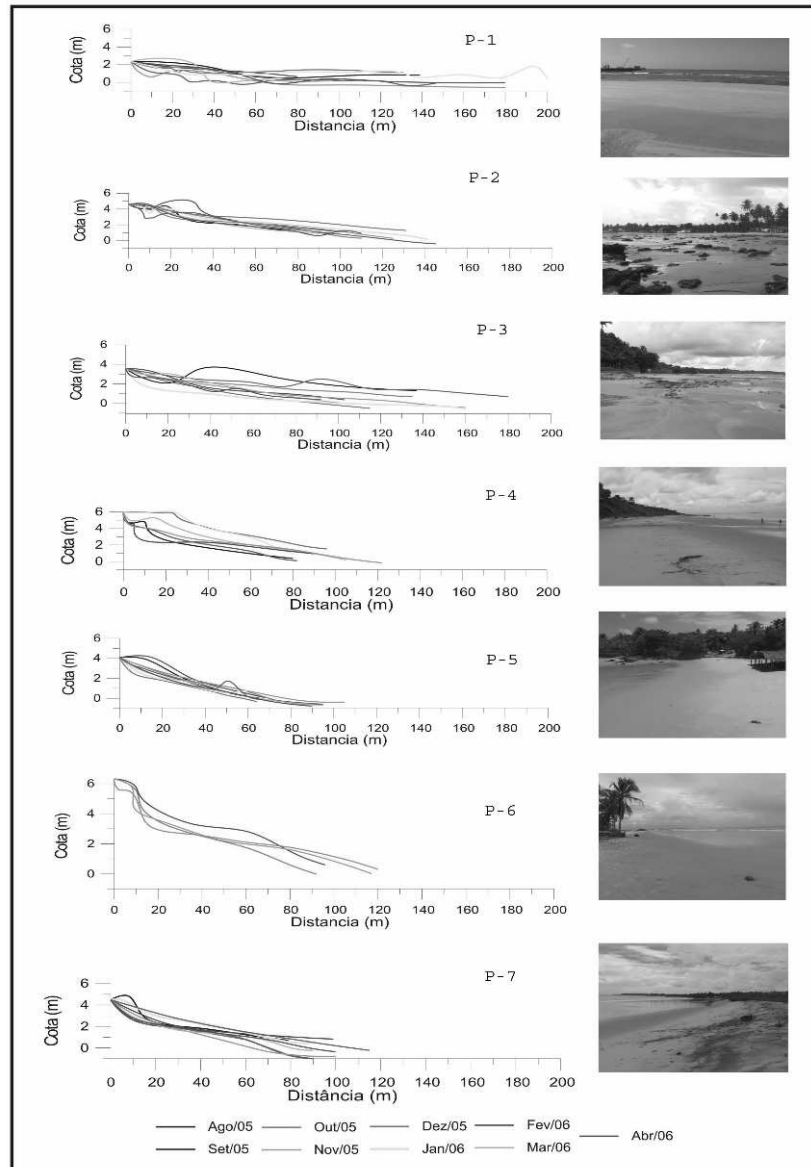 P-1
Cota (m)
6
4
2
0
0 20 40 60 80 100 120 140 160 180 200
Distancia (m)
P-2
Cota (m)
6
4
2
0
0 20 40 60 80 100 120 140 160 180 200
Distancia (m)
P-3
Cota (m)
6
4
2
0
0 20 40 60 80 100 120 140 160 180 200
Distancia (m)
P-4
Cota (m)
6
4
2
0
0 20 40 60 80 100 120 140 160 180 200
Distancia (m)
P-5
Cota (m)
6
4
2
0
0 20 40 60 80 100 120 140 160 180 200
Distancia (m)
P-6
Cota (m)
6
4
2
0
0 20 40 60 80 100 120 140 160 180 200
Distancia (m)
P-7
Cota (m)
6
4
2
0
0 20 40 60 80 100 120 140 160 180 200
Distância (m)
Ago/05 Out/05 Dez/05 Fev/06 Abr/06
Set/05 Nov/05 Jan/06 Mar/06